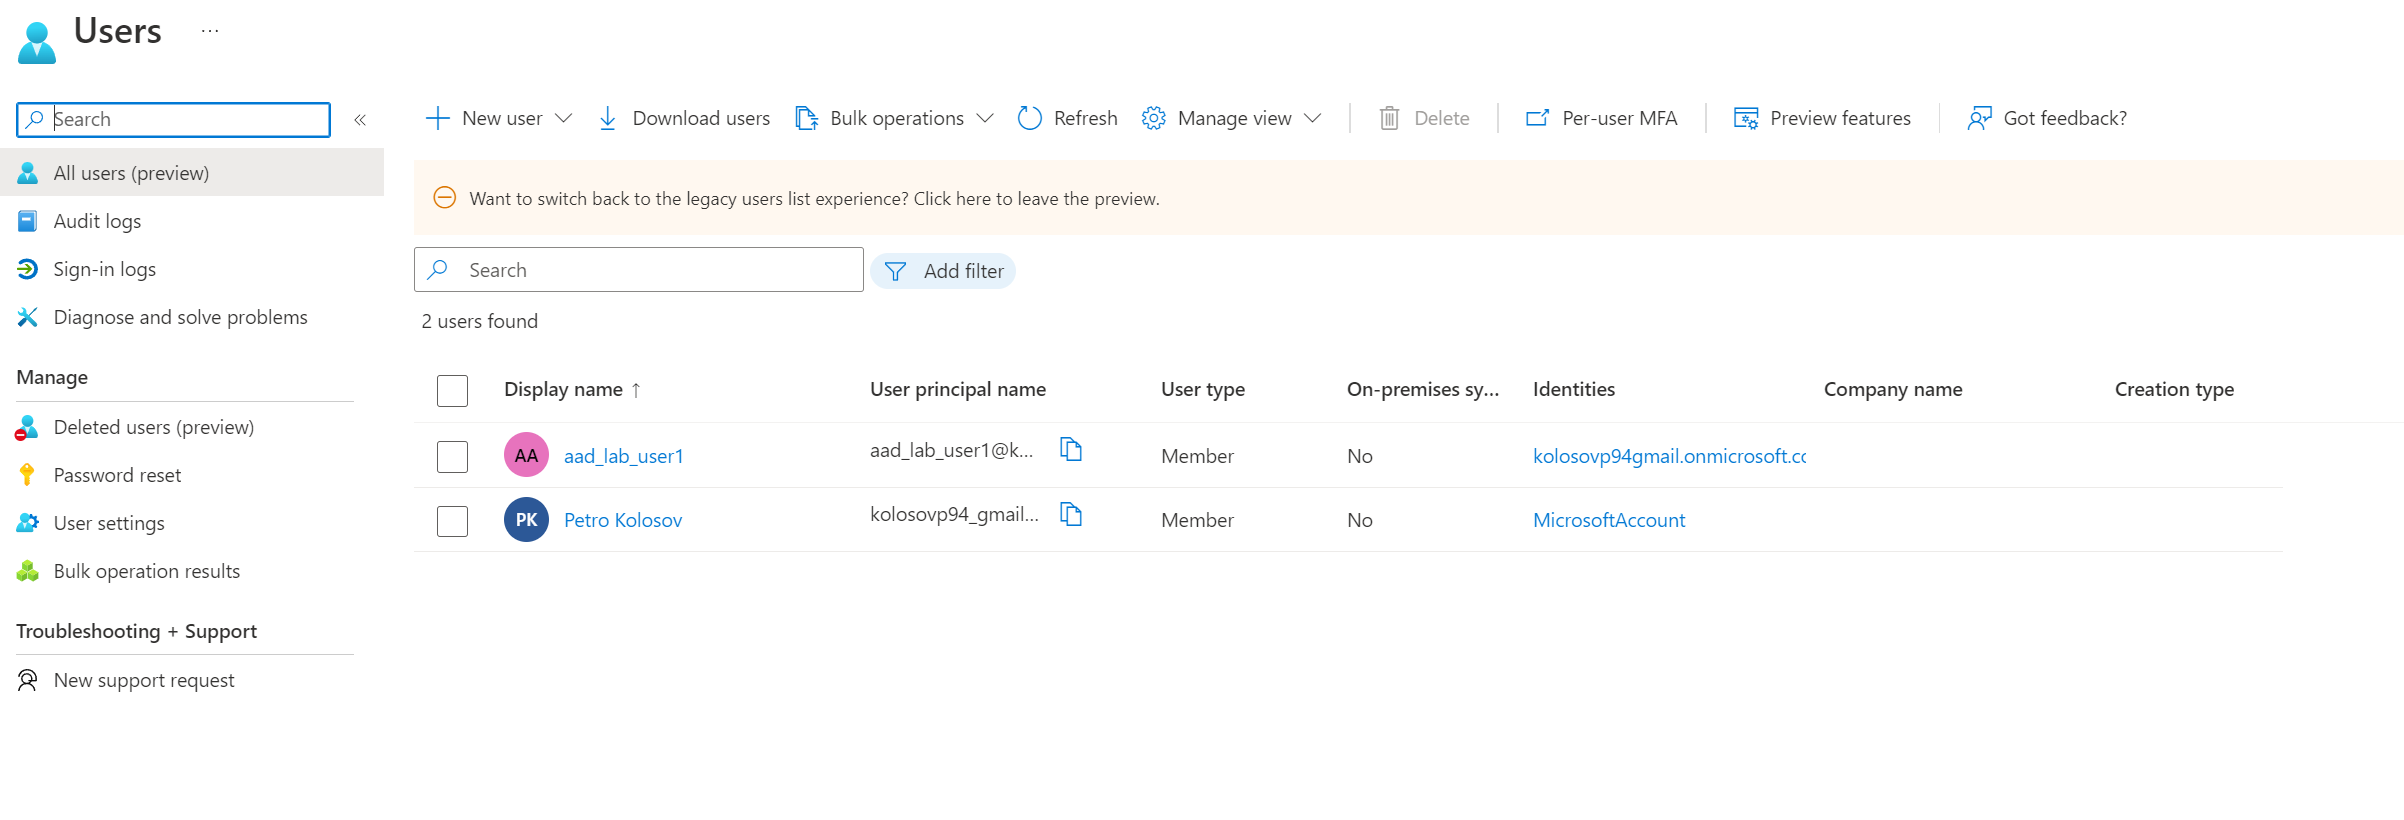 Users ...
Search
«
All users (preview)
Audit logs
Sign-in logs
Diagnose and solve problems
Manage
Deleted users (preview)
Password reset
User settings
Bulk operation results
Troubleshooting + Support
New support request
New user Download users Bulk operations Refresh Manage view Delete Per-user MFA Preview features Got feedback?
Want to switch back to the legacy users list experience? Click here to leave the preview.
Search Add filter
2 users found
Display name ↑ User principal name User type On-premises sy... Identities Company name Creation type
AA aad_lab_user1 aad_lab_user1@k... Member No kolosovp94gmail.onmicrosoft.cc
PK Petro Kolosov kolosovp94_gmail... Member No MicrosoftAccount